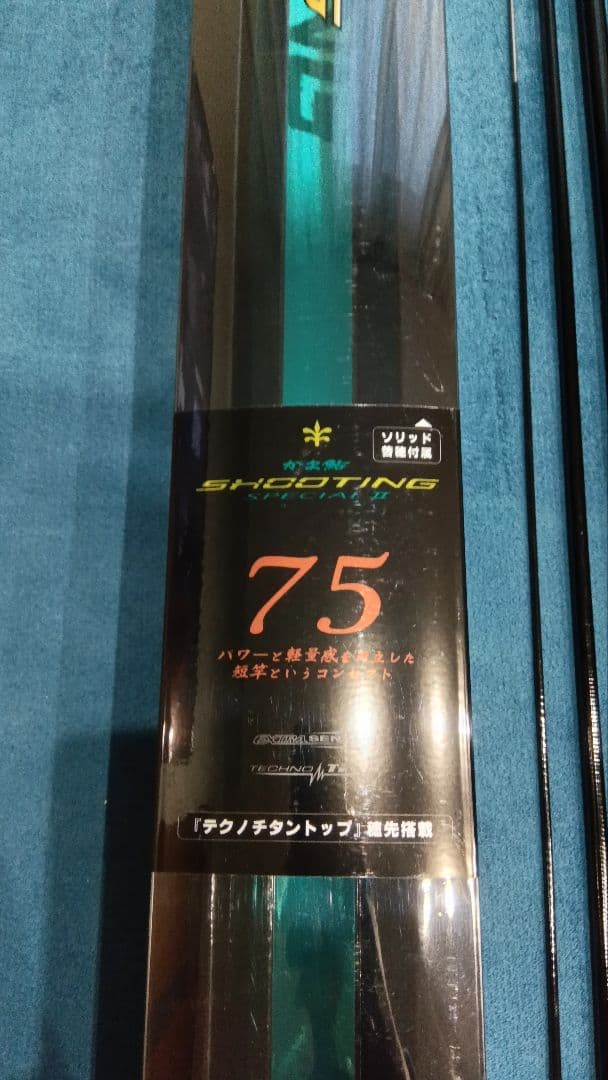 ソリッド
替穂付属
がま鮎
SHOOTING
SPECIAL II
75
パワーと軽量感を両立した
短竿というコンセプト
EXTRA SEN
TECHNO
『テクノチタントップ』穂先搭載